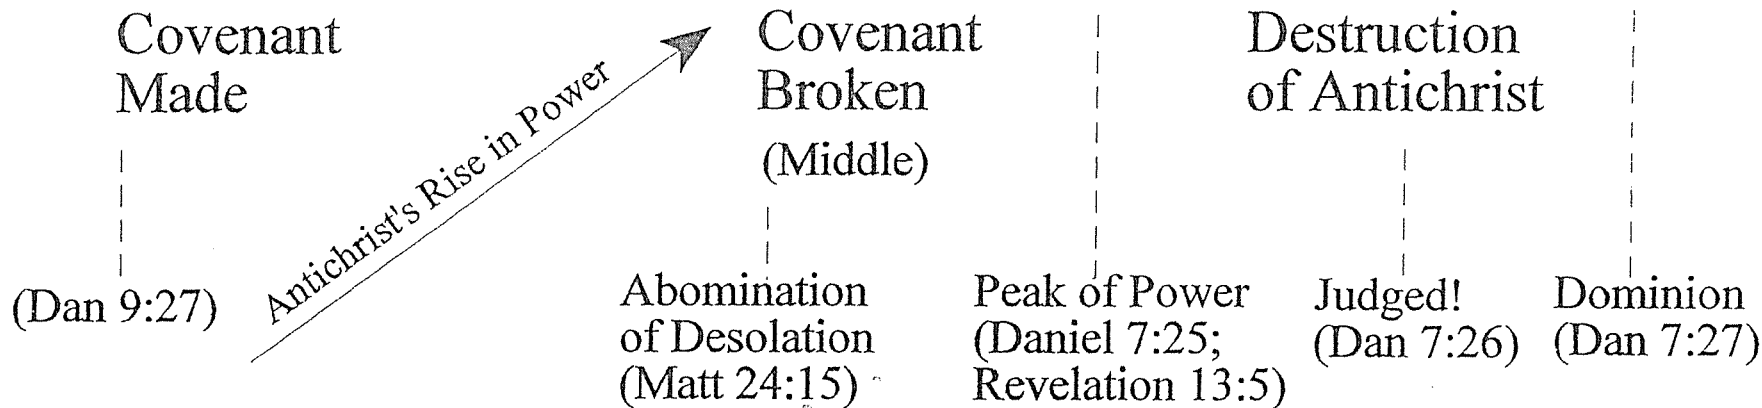 Covenant
Made
(Dan 9:27)
Antichrist's Rise in Power
Covenant
Broken
(Middle)
Abomination
of Desolation
(Matt 24:15)
Peak of Power
(Daniel 7:25;
Revelation 13:5)
Destruction
of Antichrist
Judged!
(Dan 7:26)
Dominion
(Dan 7:27)